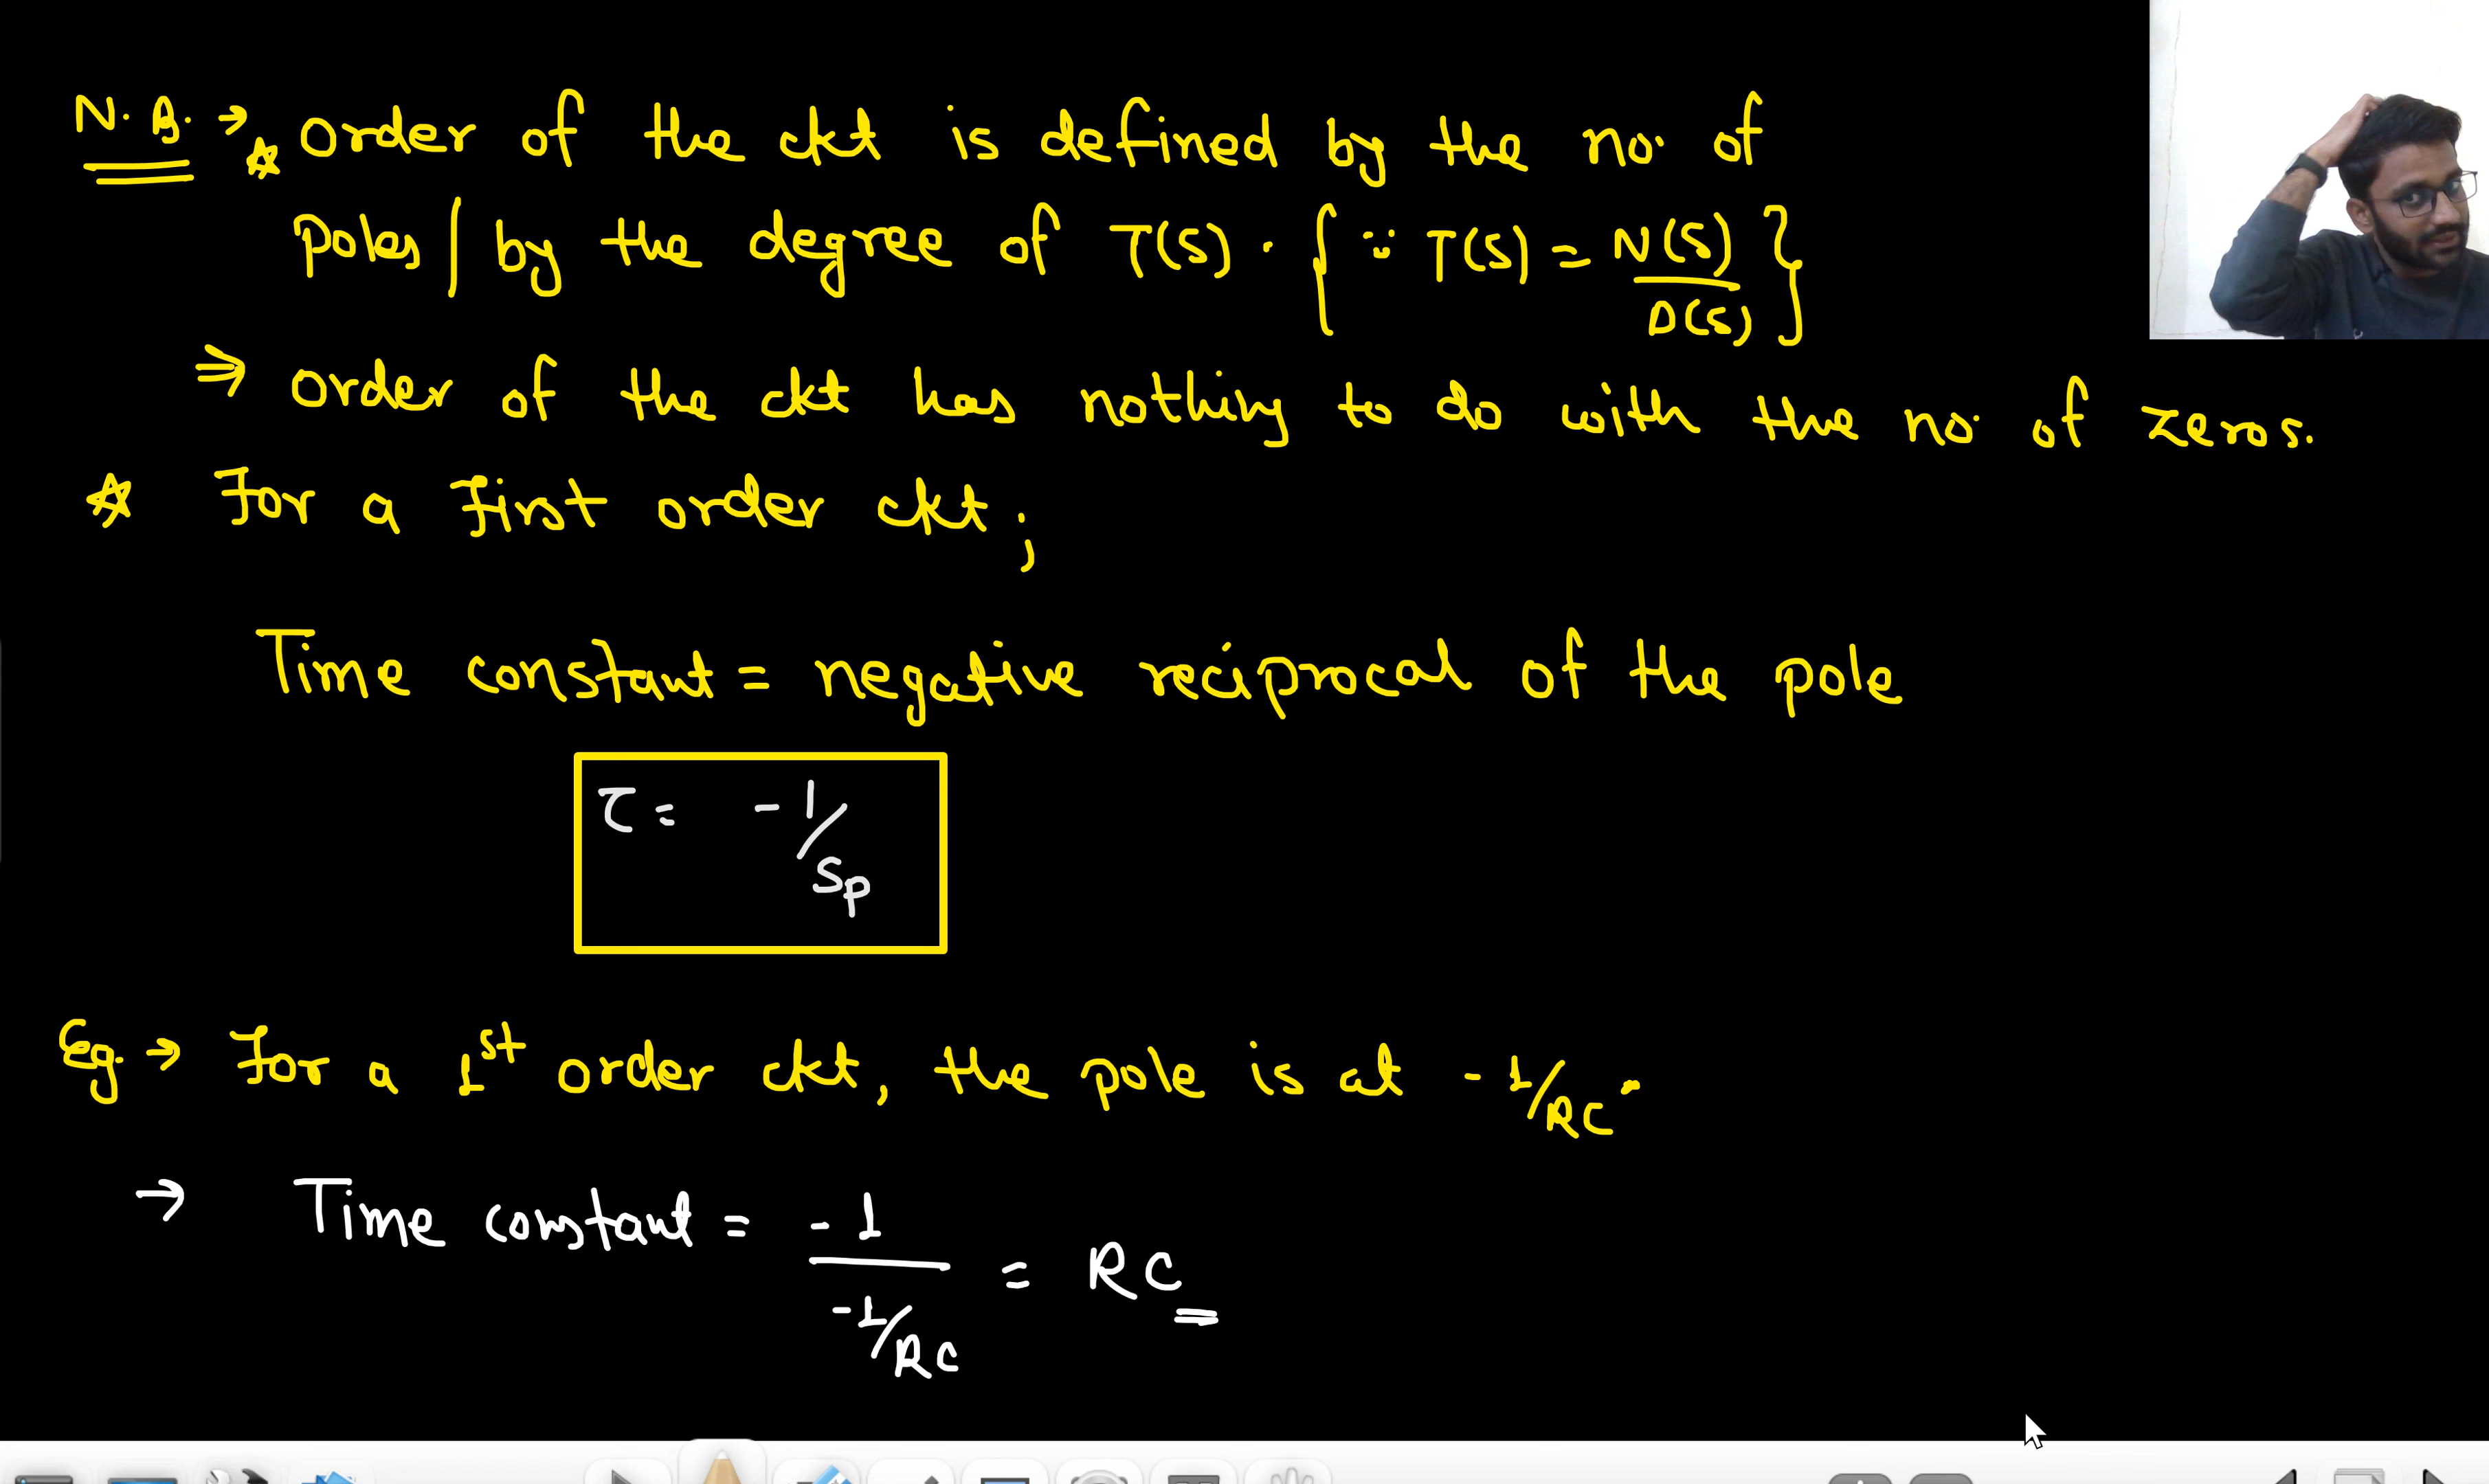 N.B. → ☆ Order of the ckt is defined by the no. of
poles / by the degree of T(s). {∵ T(s) = N(s)/D(s)}
⇒ Order of the ckt has nothing to do with the no. of zeros.
☆ For a first order ckt;
Time constant = negative reciprocal of the pole
τ = -1/Sp
Eg. → For a 1st order ckt, the pole is at -1/RC.
→ Time constant = -1/(-1/RC) = RC